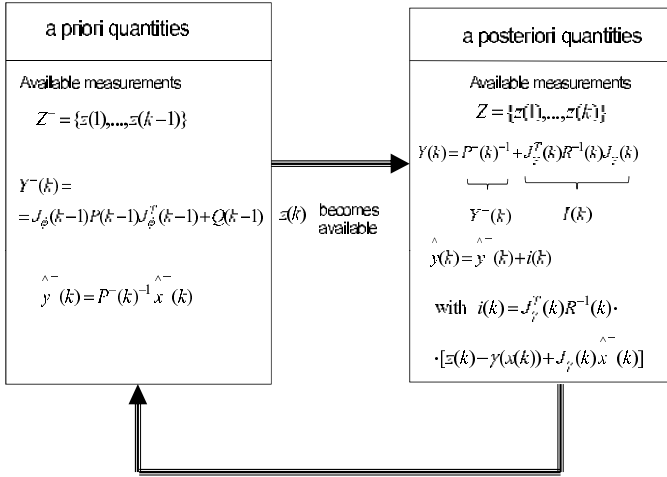 a priori quantities
Available measurements
Z⁻ = {z(1),...,z(k−1)}
Y⁻(k) =
= J_ϕ(k−1)P(k−1)J_ϕ^T(k−1)+Q(k−1)
ŷ⁻(k) = P⁻(k)⁻¹ x̂⁻(k)
z(k) becomes
available
a posteriori quantities
Available measurements
Z = {z(1),...,z(k)}
Y(k) = P⁻(k)⁻¹ + J_γ^T(k)R⁻¹(k)J_γ(k)
Y⁻(k) I(k)
ŷ(k) = ŷ⁻(k) + i(k)
with i(k) = J_γ^T(k)R⁻¹(k)·
·[z(k)−γ(x(k))+J_γ(k)x̂⁻(k)]